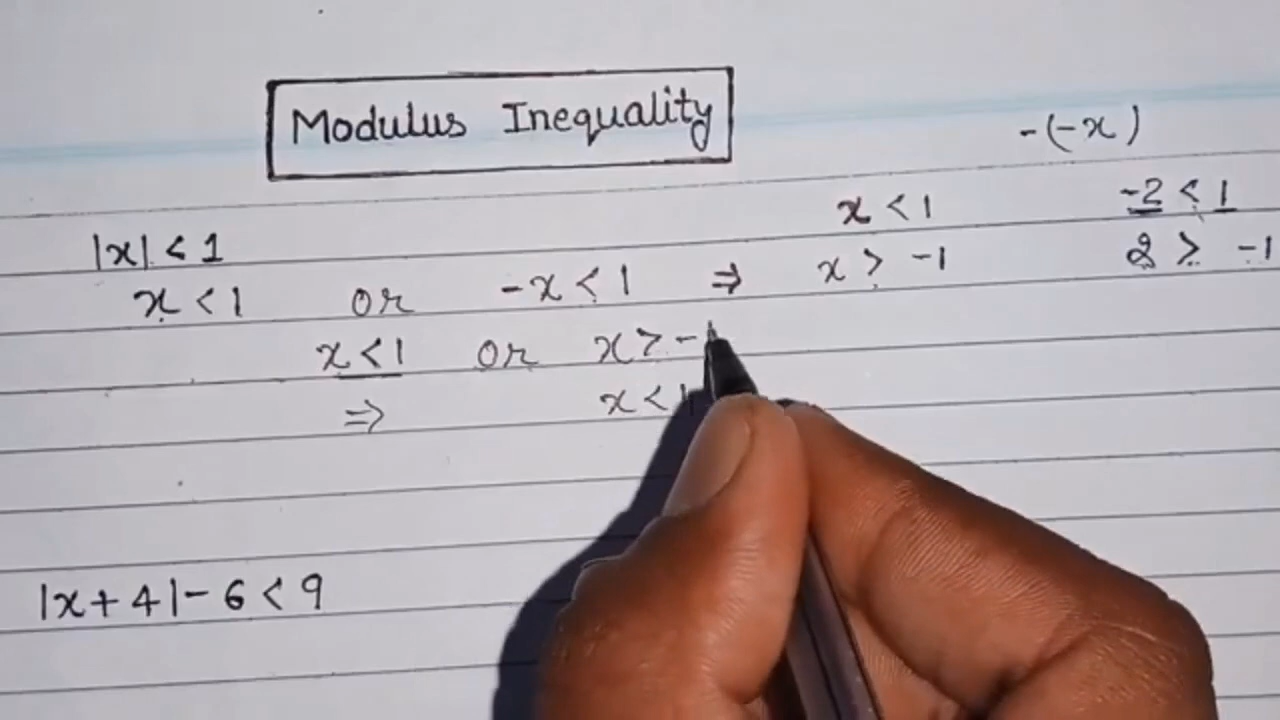 Modulus Inequality
-(-x)
x < 1
-2 < 1
|x| < 1
x > -1
2 > -1
x < 1 or -x < 1 ⇒
x < 1 or x > -
⇒ x < 1
|x + 4| - 6 < 9